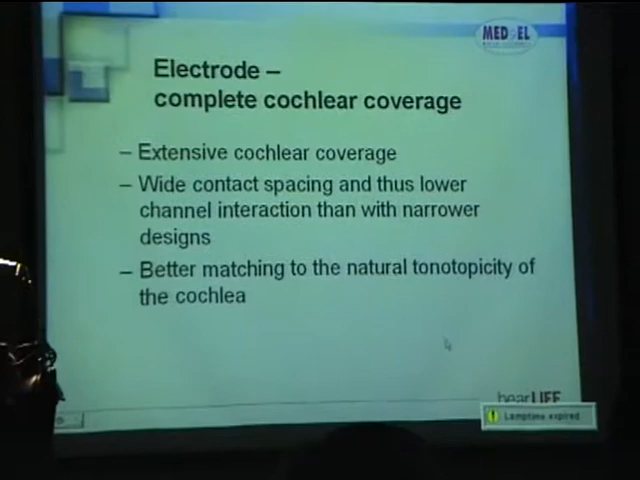 MED EL
Electrode –
complete cochlear coverage
– Extensive cochlear coverage
– Wide contact spacing and thus lower
channel interaction than with narrower
designs
– Better matching to the natural tonotopicity of
the cochlea
hearLIFE
Lamptime expired